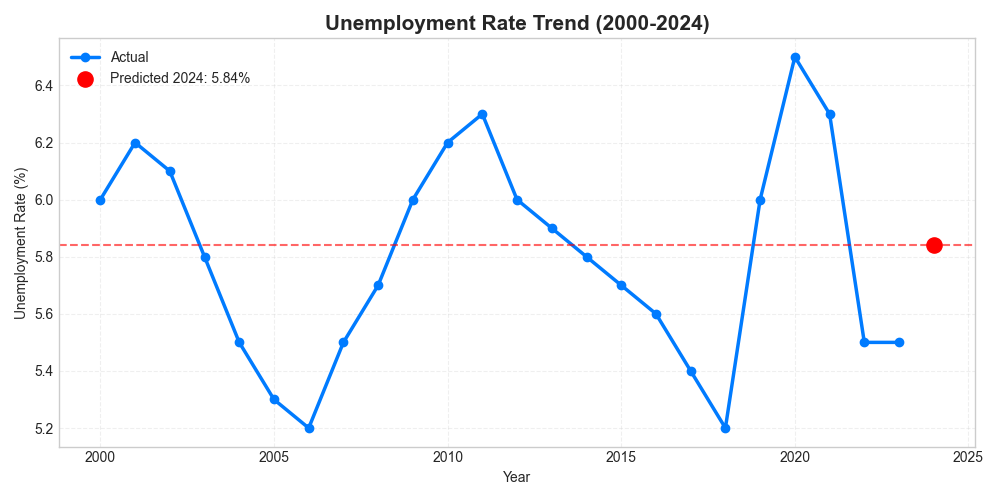 Unemployment Rate Trend (2000-2024)
Actual
Predicted 2024: 5.84%
Unemployment Rate (%)
6.4
6.2
6.0
5.8
5.6
5.4
5.2
2000 2005 2010 2015 2020 2025
Year